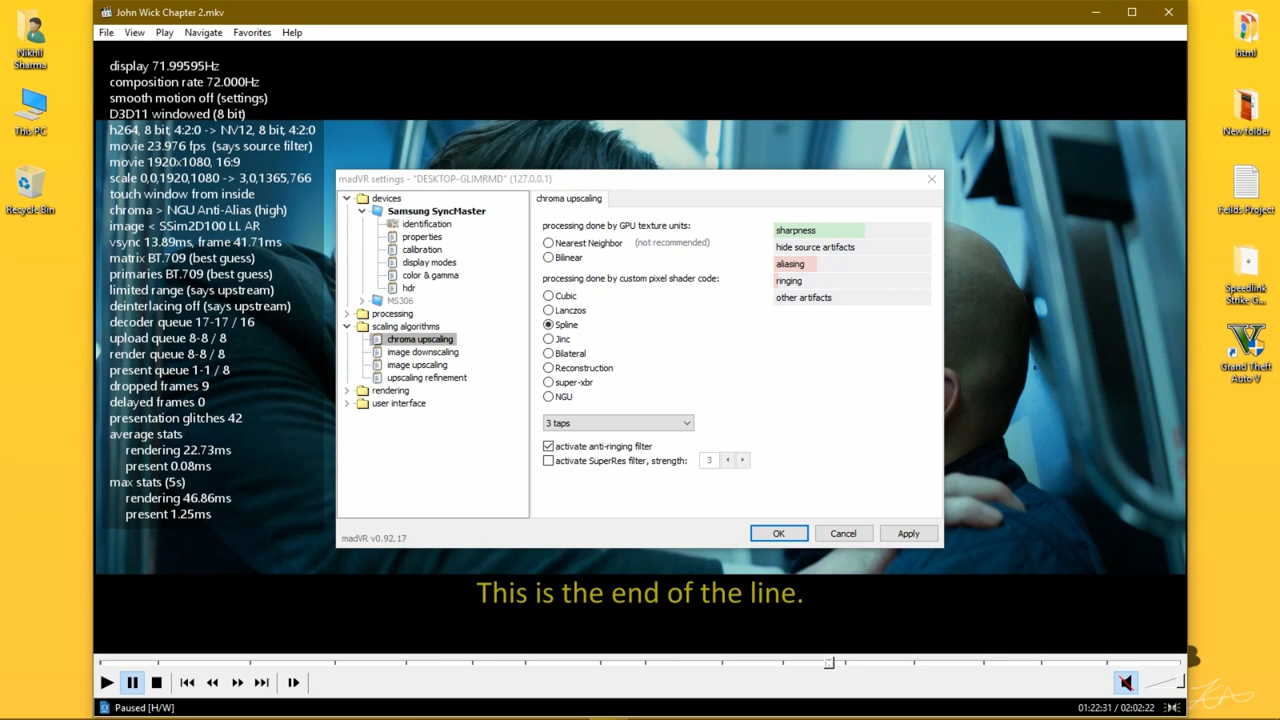 John Wick Chapter 2.mkv
File View Play Navigate Favorites Help
Nikhil
Sharma
This PC
Recycle Bin
display 71.99595Hz
composition rate 72.000Hz
smooth motion off (settings)
D3D11 windowed (8 bit)
h264, 8 bit, 4:2:0 -> NV12, 8 bit, 4:2:0
movie 23.976 fps (says source filter)
movie 1920x1080, 16:9
scale 0,0,1920,1080 -> 3,0,1365,766
touch window from inside
chroma > NGU Anti-Alias (high)
image < SSim2D100 LL AR
vsync 13.89ms, frame 41.71ms
matrix BT.709 (best guess)
primaries BT.709 (best guess)
limited range (says upstream)
deinterlacing off (says upstream)
decoder queue 17-17 / 16
upload queue 8-8 / 8
render queue 8-8 / 8
present queue 1-1 / 8
dropped frames 9
delayed frames 0
presentation glitches 42
average stats
rendering 22.73ms
present 0.08ms
max stats (5s)
rendering 46.86ms
present 1.25ms
madVR settings - "DESKTOP-GLIMRMD" (127.0.0.1)
devices
Samsung SyncMaster
identification
properties
calibration
display modes
color & gamma
hdr
MS306
processing
scaling algorithms
chroma upscaling
image downscaling
image upscaling
upscaling refinement
rendering
user interface
madVR v0.92.17
chroma upscaling
processing done by GPU texture units:
Nearest Neighbor (not recommended)
Bilinear
processing done by custom pixel shader code:
Cubic
Lanczos
Spline
Jinc
Bilateral
Reconstruction
super-xbr
NGU
3 taps
activate anti-ringing filter
activate SuperRes filter, strength: 3
sharpness
hide source artifacts
aliasing
ringing
other artifacts
OK Cancel Apply
This is the end of the line.
Paused [H/W]
01:22:31 / 02:02:22
html
New folder
Feilds Project
Speedlink
Strike G...
Grand Theft
Auto V